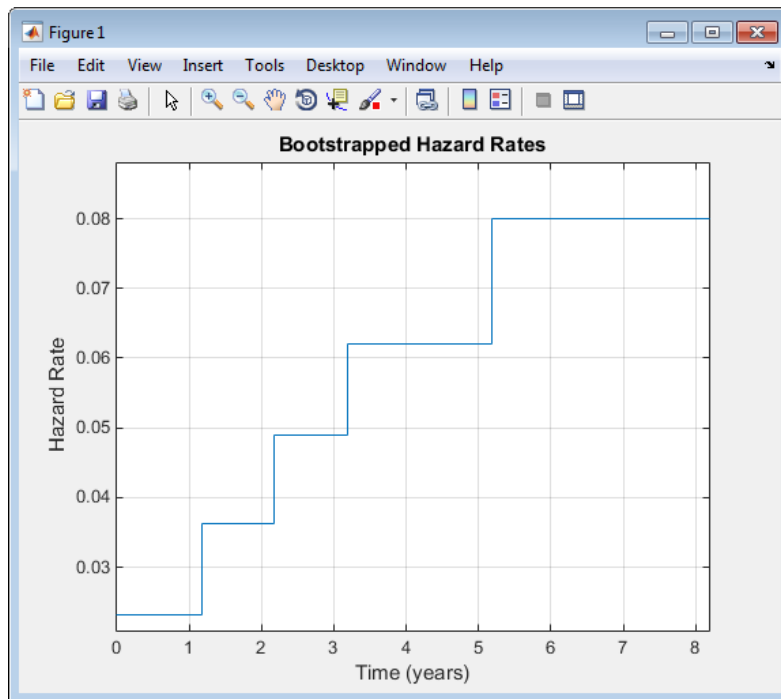 Figure 1
File Edit View Insert Tools Desktop Window Help
Bootstrapped Hazard Rates
0.08
0.07
0.06
0.05
0.04
0.03
Hazard Rate
0 1 2 3 4 5 6 7 8
Time (years)